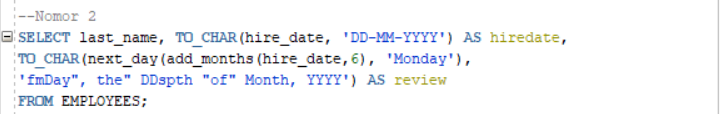 --Nomor 2
SELECT last_name, TO_CHAR(hire_date, 'DD-MM-YYYY') AS hiredate,
TO_CHAR(next_day(add_months(hire_date,6), 'Monday'),
'fmDay", the" DDspth "of" Month, YYYY') AS review
FROM EMPLOYEES;